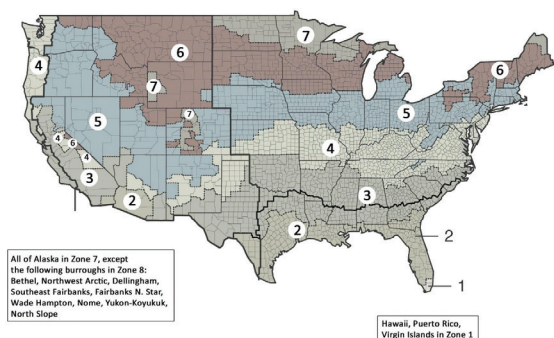 7
6
6
4
7
7
5
5
4
6
4
4
3
3
2
2
2
1
All of Alaska in Zone 7, except
the following burroughs in Zone 8:
Bethel, Northwest Arctic, Dellingham,
Southeast Fairbanks, Fairbanks N. Star,
Wade Hampton, Nome, Yukon-Koyukuk,
North Slope
Hawaii, Puerto Rico,
Virgin Islands in Zone 1